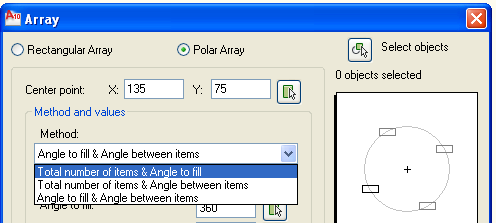 A10 Array
Rectangular Array
Polar Array
Select objects
0 objects selected
Center point: X: 135 Y: 75
Method and values
Method:
Angle to fill & Angle between items
Total number of items & Angle to fill
Total number of items & Angle between items
Angle to fill & Angle between items
Angle to fill: 360